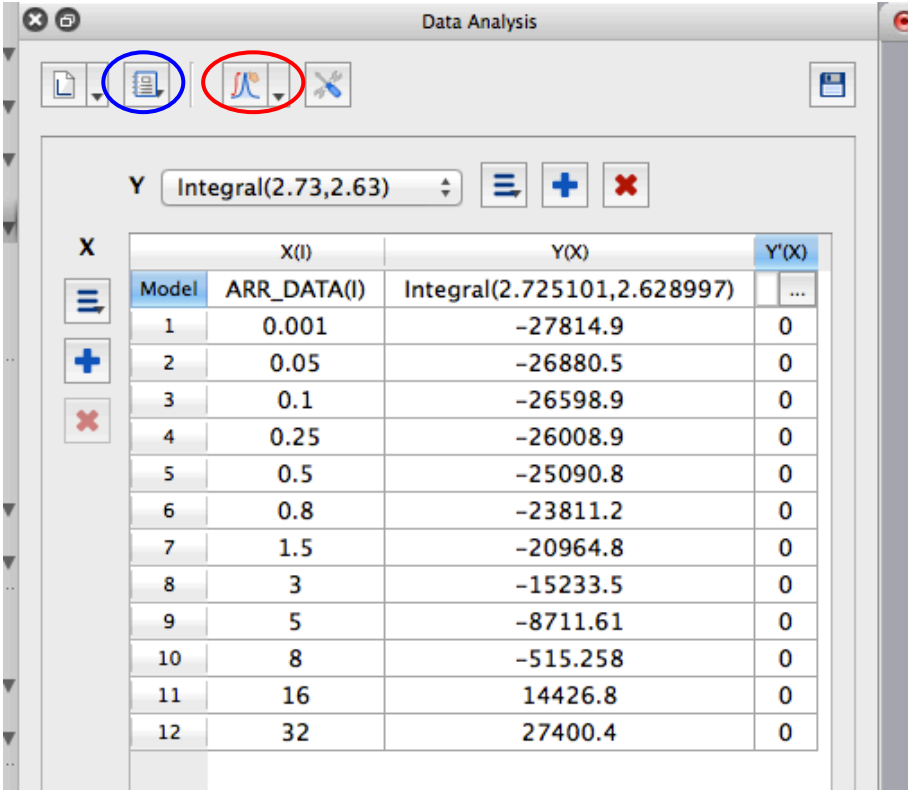 Data Analysis
Y Integral(2.73,2.63)
X X(I) Y(X) Y'(X)
Model ARR_DATA(I) Integral(2.725101,2.628997) ...
1 0.001 −27814.9 0
2 0.05 −26880.5 0
3 0.1 −26598.9 0
4 0.25 −26008.9 0
5 0.5 −25090.8 0
6 0.8 −23811.2 0
7 1.5 −20964.8 0
8 3 −15233.5 0
9 5 −8711.61 0
10 8 −515.258 0
11 16 14426.8 0
12 32 27400.4 0